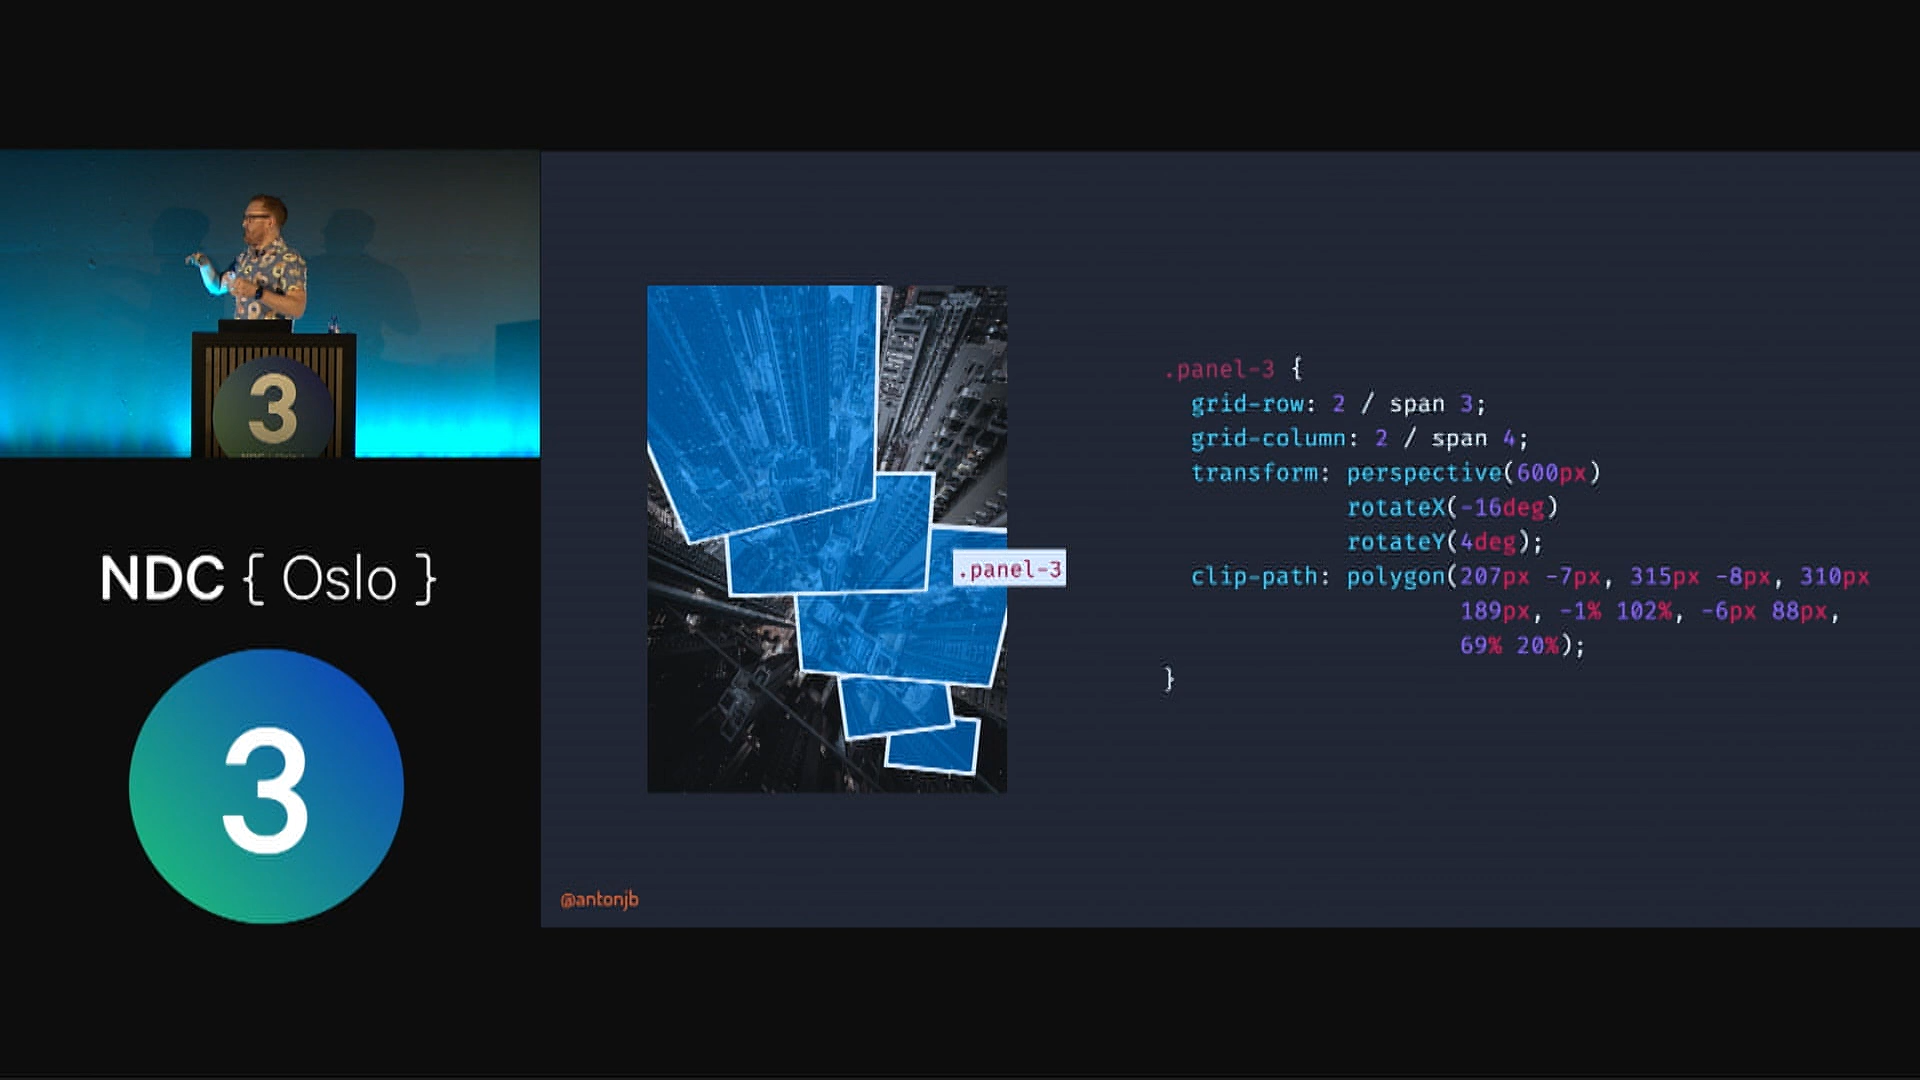 3
NDC { Oslo }
NDC { Oslo }
3
.panel-3
.panel-3 {
grid-row: 2 / span 3;
grid-column: 2 / span 4;
transform: perspective(600px)
rotateX(-16deg)
rotateY(4deg);
clip-path: polygon(207px -7px, 315px -8px, 310px
189px, -1% 102%, -6px 88px,
69% 20%);
}
@antonjb